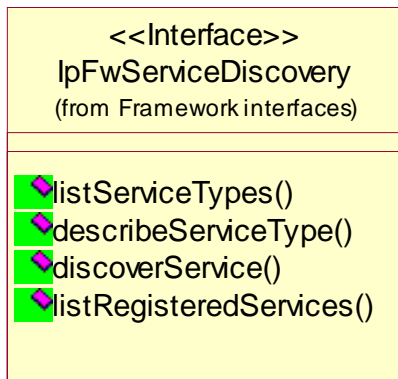 <<Interface>>
IpFwServiceDiscovery
(from Framework interfaces)
listServiceTypes()
describeServiceType()
discoverService()
listRegisteredServices()